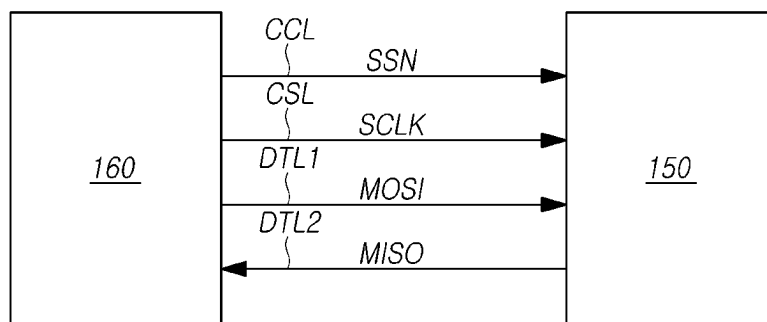 CCL
SSN
CSL
SCLK
160
DTL1
150
MOSI
DTL2
MISO